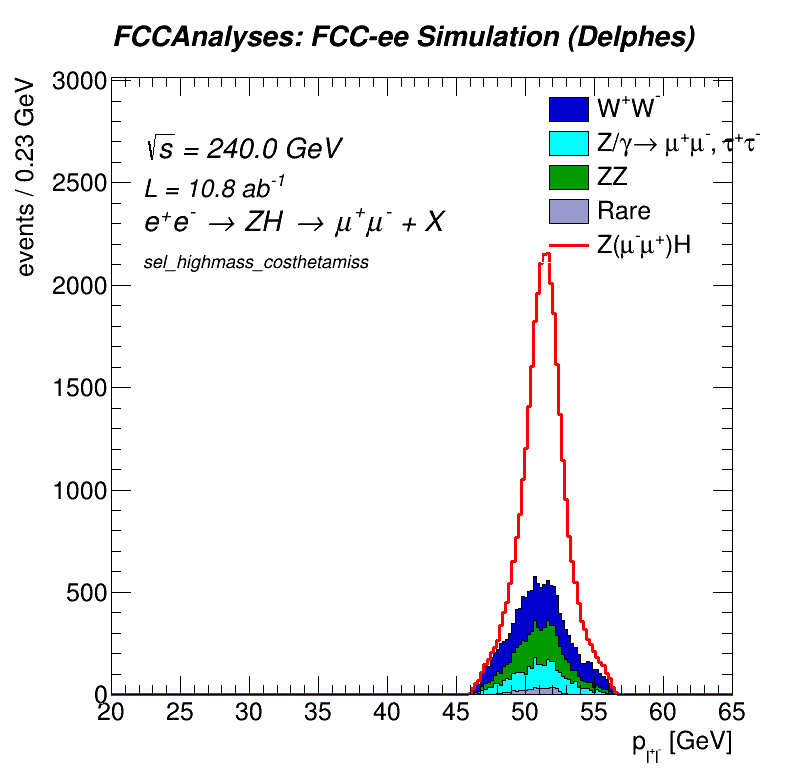 FCCAnalyses: FCC-ee Simulation (Delphes)
events / 0.23 GeV
3000
2500
2000
1500
1000
500
0
√s = 240.0 GeV
L = 10.8 ab⁻¹
e⁺e⁻ → ZH → μ⁺μ⁻ + X
sel_highmass_costhetamiss
W⁺W⁻
Z/γ→ μ⁺μ⁻, τ⁺τ⁻
ZZ
Rare
Z(μ⁻μ⁺)H
20 25 30 35 40 45 50 55 60 65
p_l⁺l⁻ [GeV]